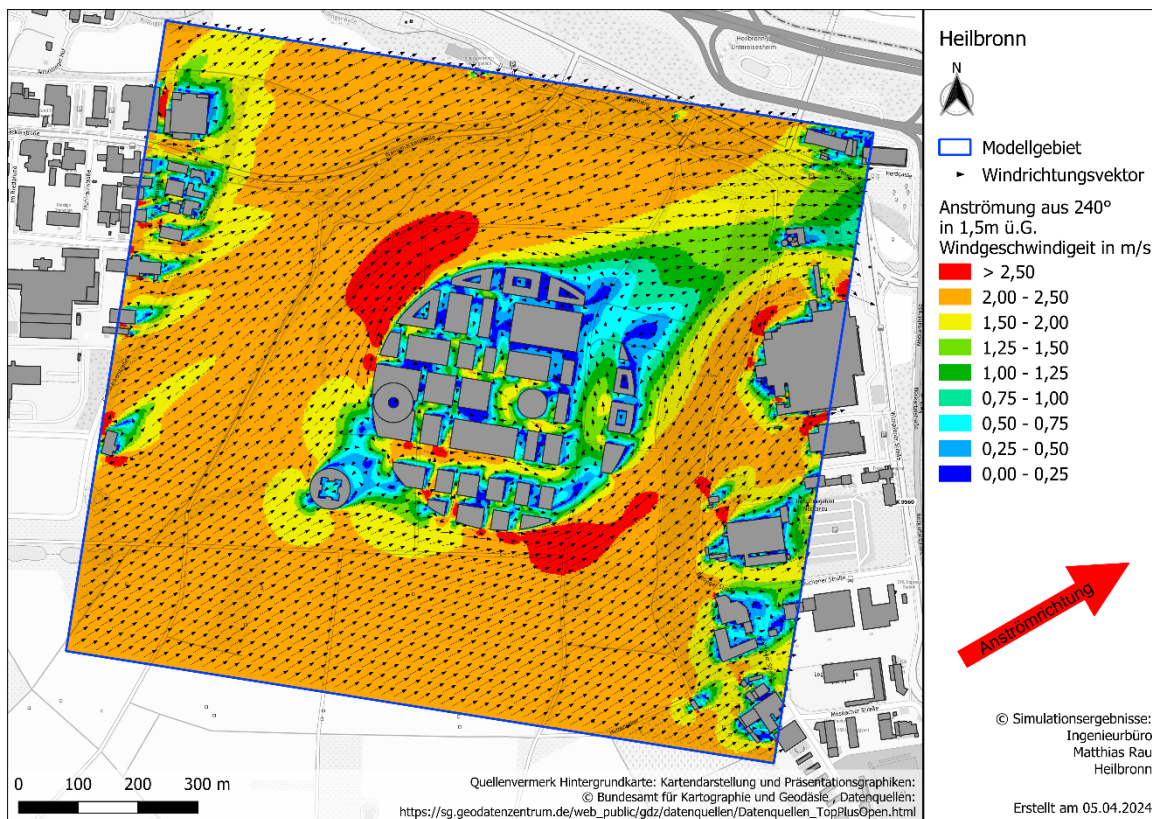 Heilbronn
Untereisesheim
Heilbronn
N
Modellgebiet
Windrichtungsvektor
Anströmung aus 240°
in 1,5m ü.G.
Windgeschwindigeit in m/s
> 2,50
2,00 - 2,50
1,50 - 2,00
1,25 - 1,50
1,00 - 1,25
0,75 - 1,00
0,50 - 0,75
0,25 - 0,50
0,00 - 0,25
K 9560
Anströmrichtung
© Simulationsergebnisse:
Ingenieurbüro
Matthias Rau
Heilbronn
Erstellt am 05.04.2024
0 100 200 300 m
Quellenvermerk Hintergrundkarte: Kartendarstellung und Präsentationsgraphiken:
© Bundesamt für Kartographie und Geodäsie , Datenquellen:
https://sg.geodatenzentrum.de/web_public/gdz/datenquellen/Datenquellen_TopPlusOpen.html